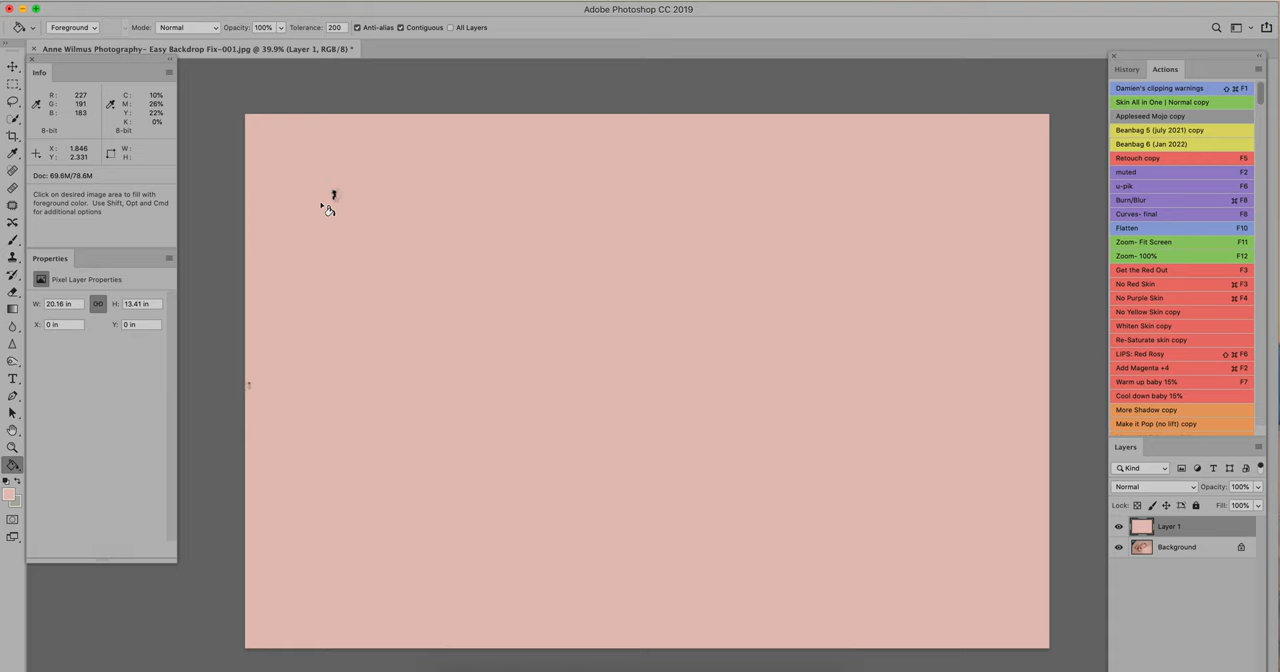 Adobe Photoshop CC 2019
Foreground Mode: Normal Opacity: 100% Tolerance: 200 Anti-alias Contiguous All Layers
Anne Wilmus Photography- Easy Backdrop Fix-001.jpg @ 39.9% (Layer 1, RGB/8) *
Info
R: 227 C: 10%
G: 191 M: 26%
B: 183 Y: 22%
K: 0%
8-bit 8-bit
X: 1.846 W:
Y: 2.331 H:
Doc: 69.6M/78.6M
Click on desired image area to fill with
foreground color. Use Shift, Opt and Cmd
for additional options
Properties
Pixel Layer Properties
W: 20.16 in H: 13.41 in
X: 0 in Y: 0 in
History Actions
Damien's clipping warnings ⇧ ⌘ F1
Skin All in One | Normal copy
Appleseed Mojo copy
Beanbag 5 (july 2021) copy
Beanbag 6 (Jan 2022)
Retouch copy F5
muted F2
u-pik F6
Burn/Blur ⌘ F8
Curves- final F8
Flatten F10
Zoom- Fit Screen F11
Zoom- 100% F12
Get the Red Out F3
No Red Skin ⌘ F3
No Purple Skin ⌘ F4
No Yellow Skin copy
Whiten Skin copy
Re-Saturate skin copy
LIPS: Red Rosy ⇧ ⌘ F6
Add Magenta +4 ⌘ F2
Warm up baby 15% F7
Cool down baby 15%
More Shadow copy
Make it Pop (no lift) copy
Layers
Kind
Normal Opacity: 100%
Lock: Fill: 100%
Layer 1
Background